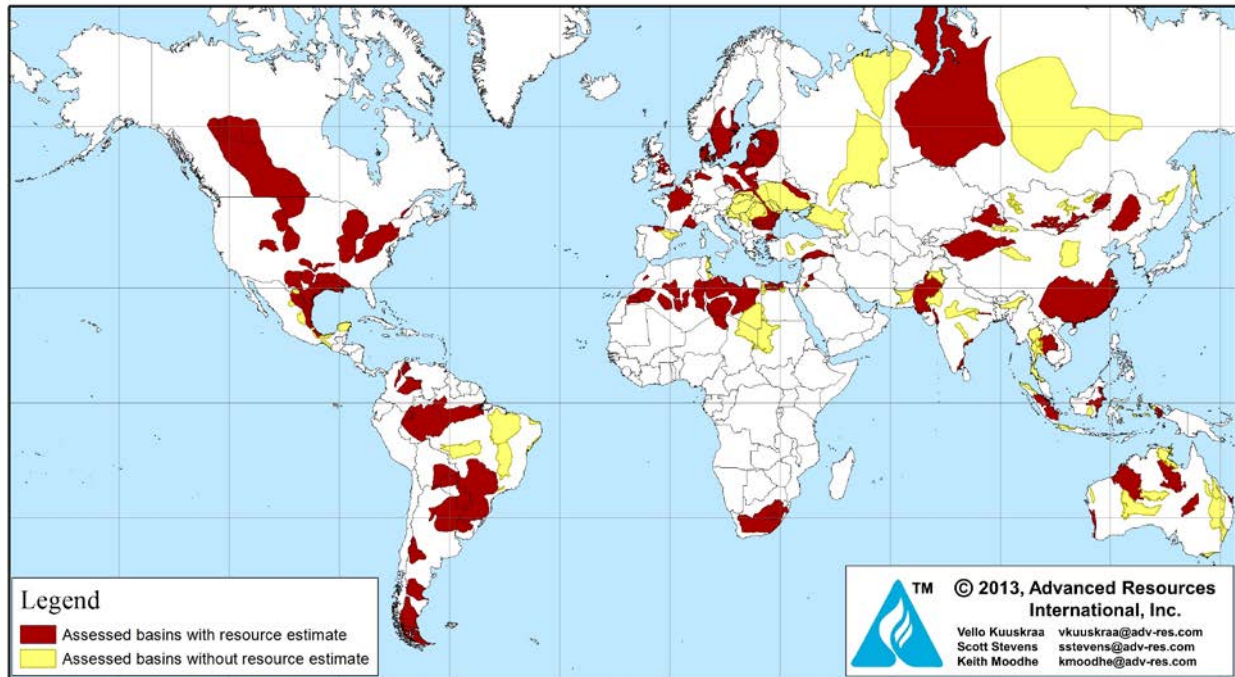 Legend
Assessed basins with resource estimate
Assessed basins without resource estimate
TM
© 2013, Advanced Resources
International, Inc.
Vello Kuuskraa vkuuskraa@adv-res.com
Scott Stevens sstevens@adv-res.com
Keith Moodhe kmoodhe@adv-res.com